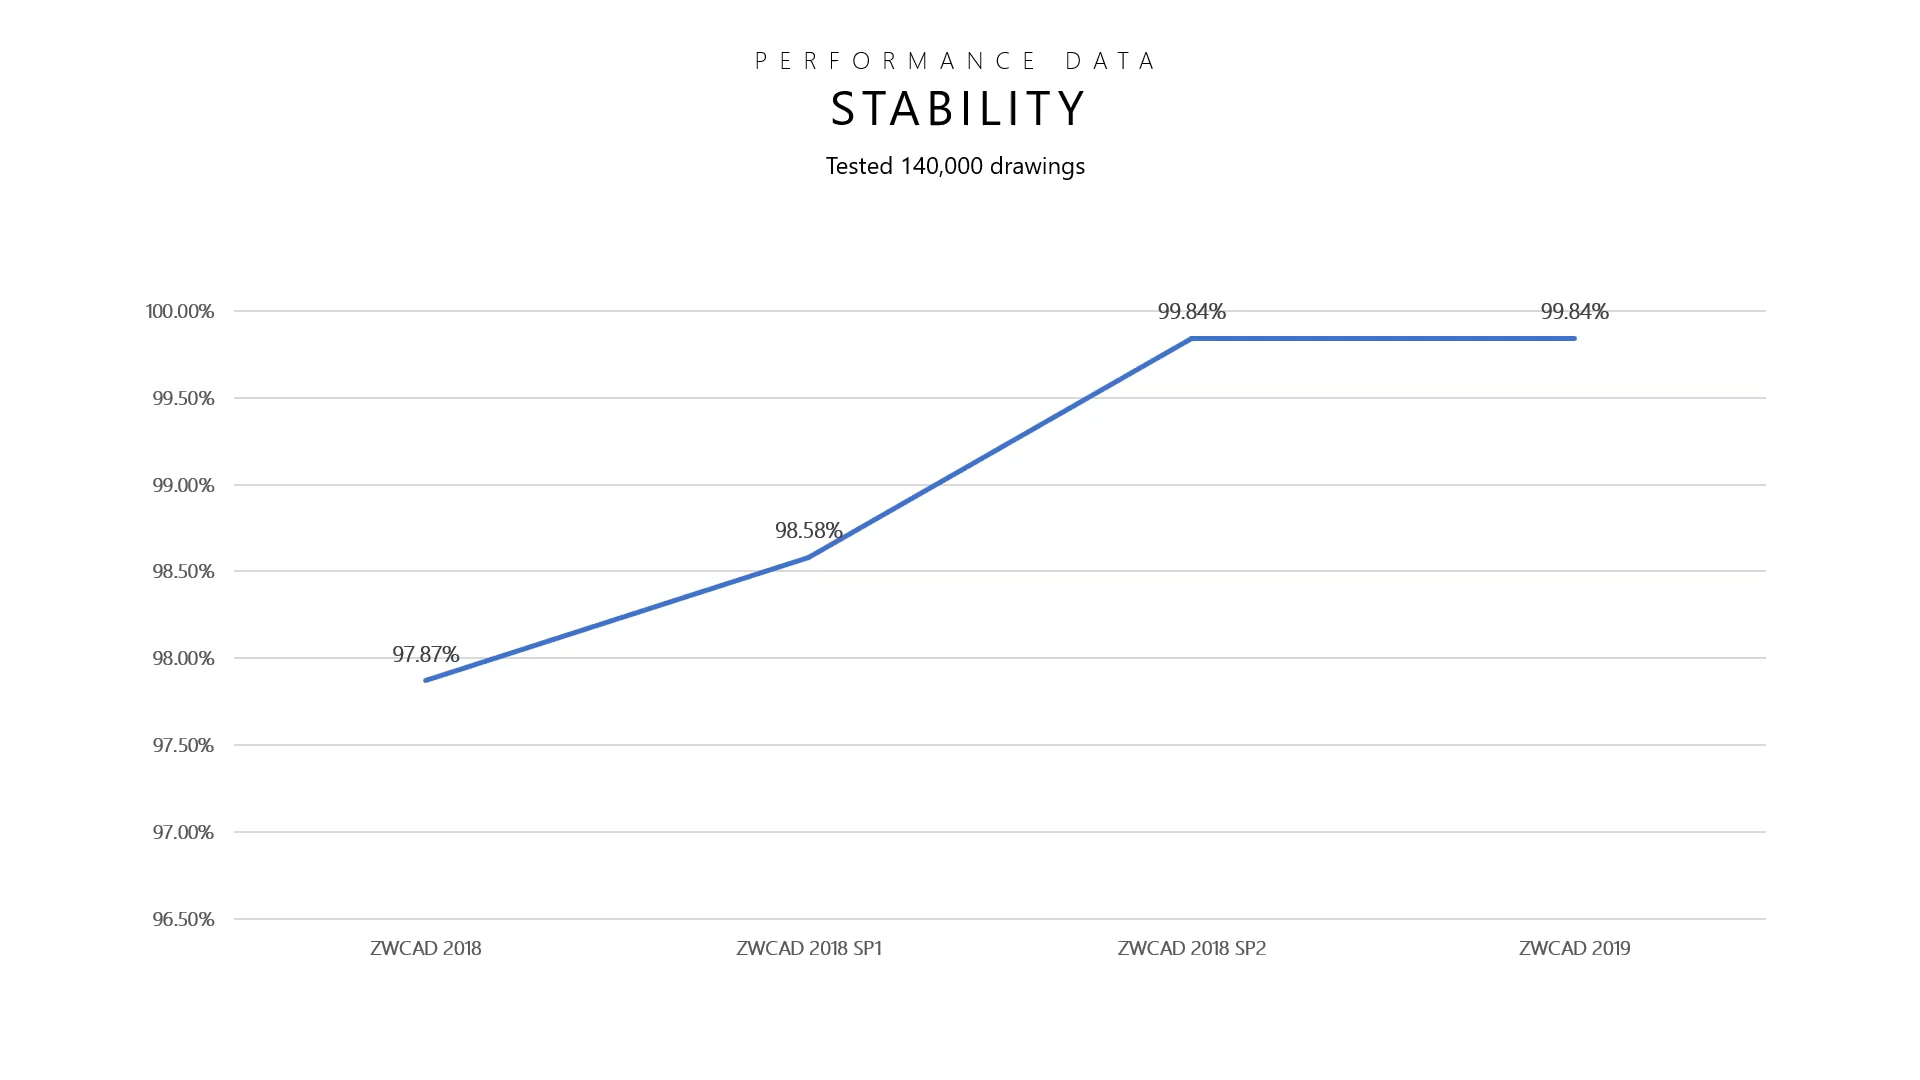 PERFORMANCE DATA
STABILITY
Tested 140,000 drawings
100.00%
99.84%
99.84%
99.50%
99.00%
98.58%
98.50%
97.87%
98.00%
97.50%
97.00%
96.50%
ZWCAD 2018
ZWCAD 2018 SP1
ZWCAD 2018 SP2
ZWCAD 2019